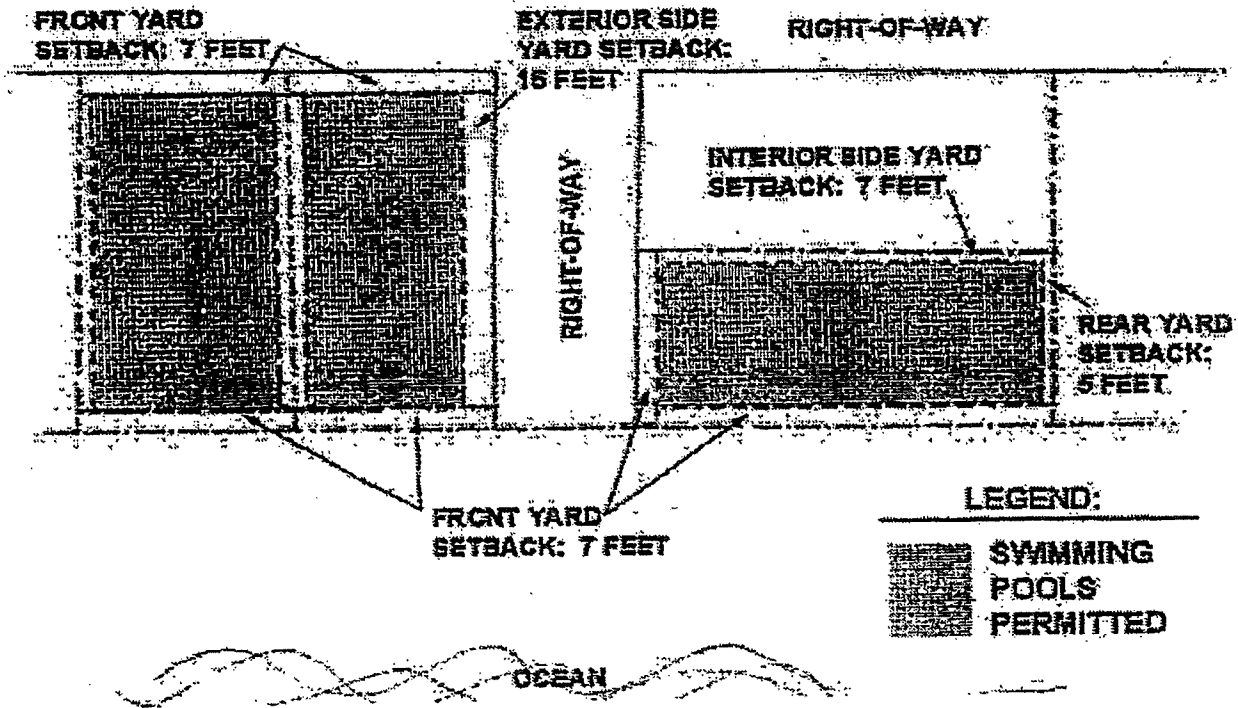 FRONT YARD
SETBACK: 7 FEET
EXTERIOR SIDE
YARD SETBACK:
15 FEET
RIGHT-OF-WAY
INTERIOR SIDE YARD
SETBACK: 7 FEET
RIGHT-OF-WAY
REAR YARD
SETBACK:
5 FEET
FRONT YARD
SETBACK: 7 FEET
LEGEND:
SWIMMING
POOLS
PERMITTED
OCEAN